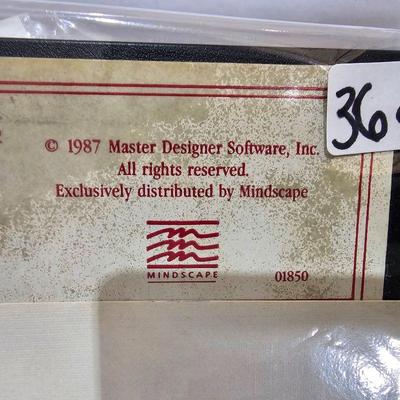 © 1987 Master Designer Software, Inc.
All rights reserved.
Exclusively distributed by Mindscape
MINDSCAPE
01850
36